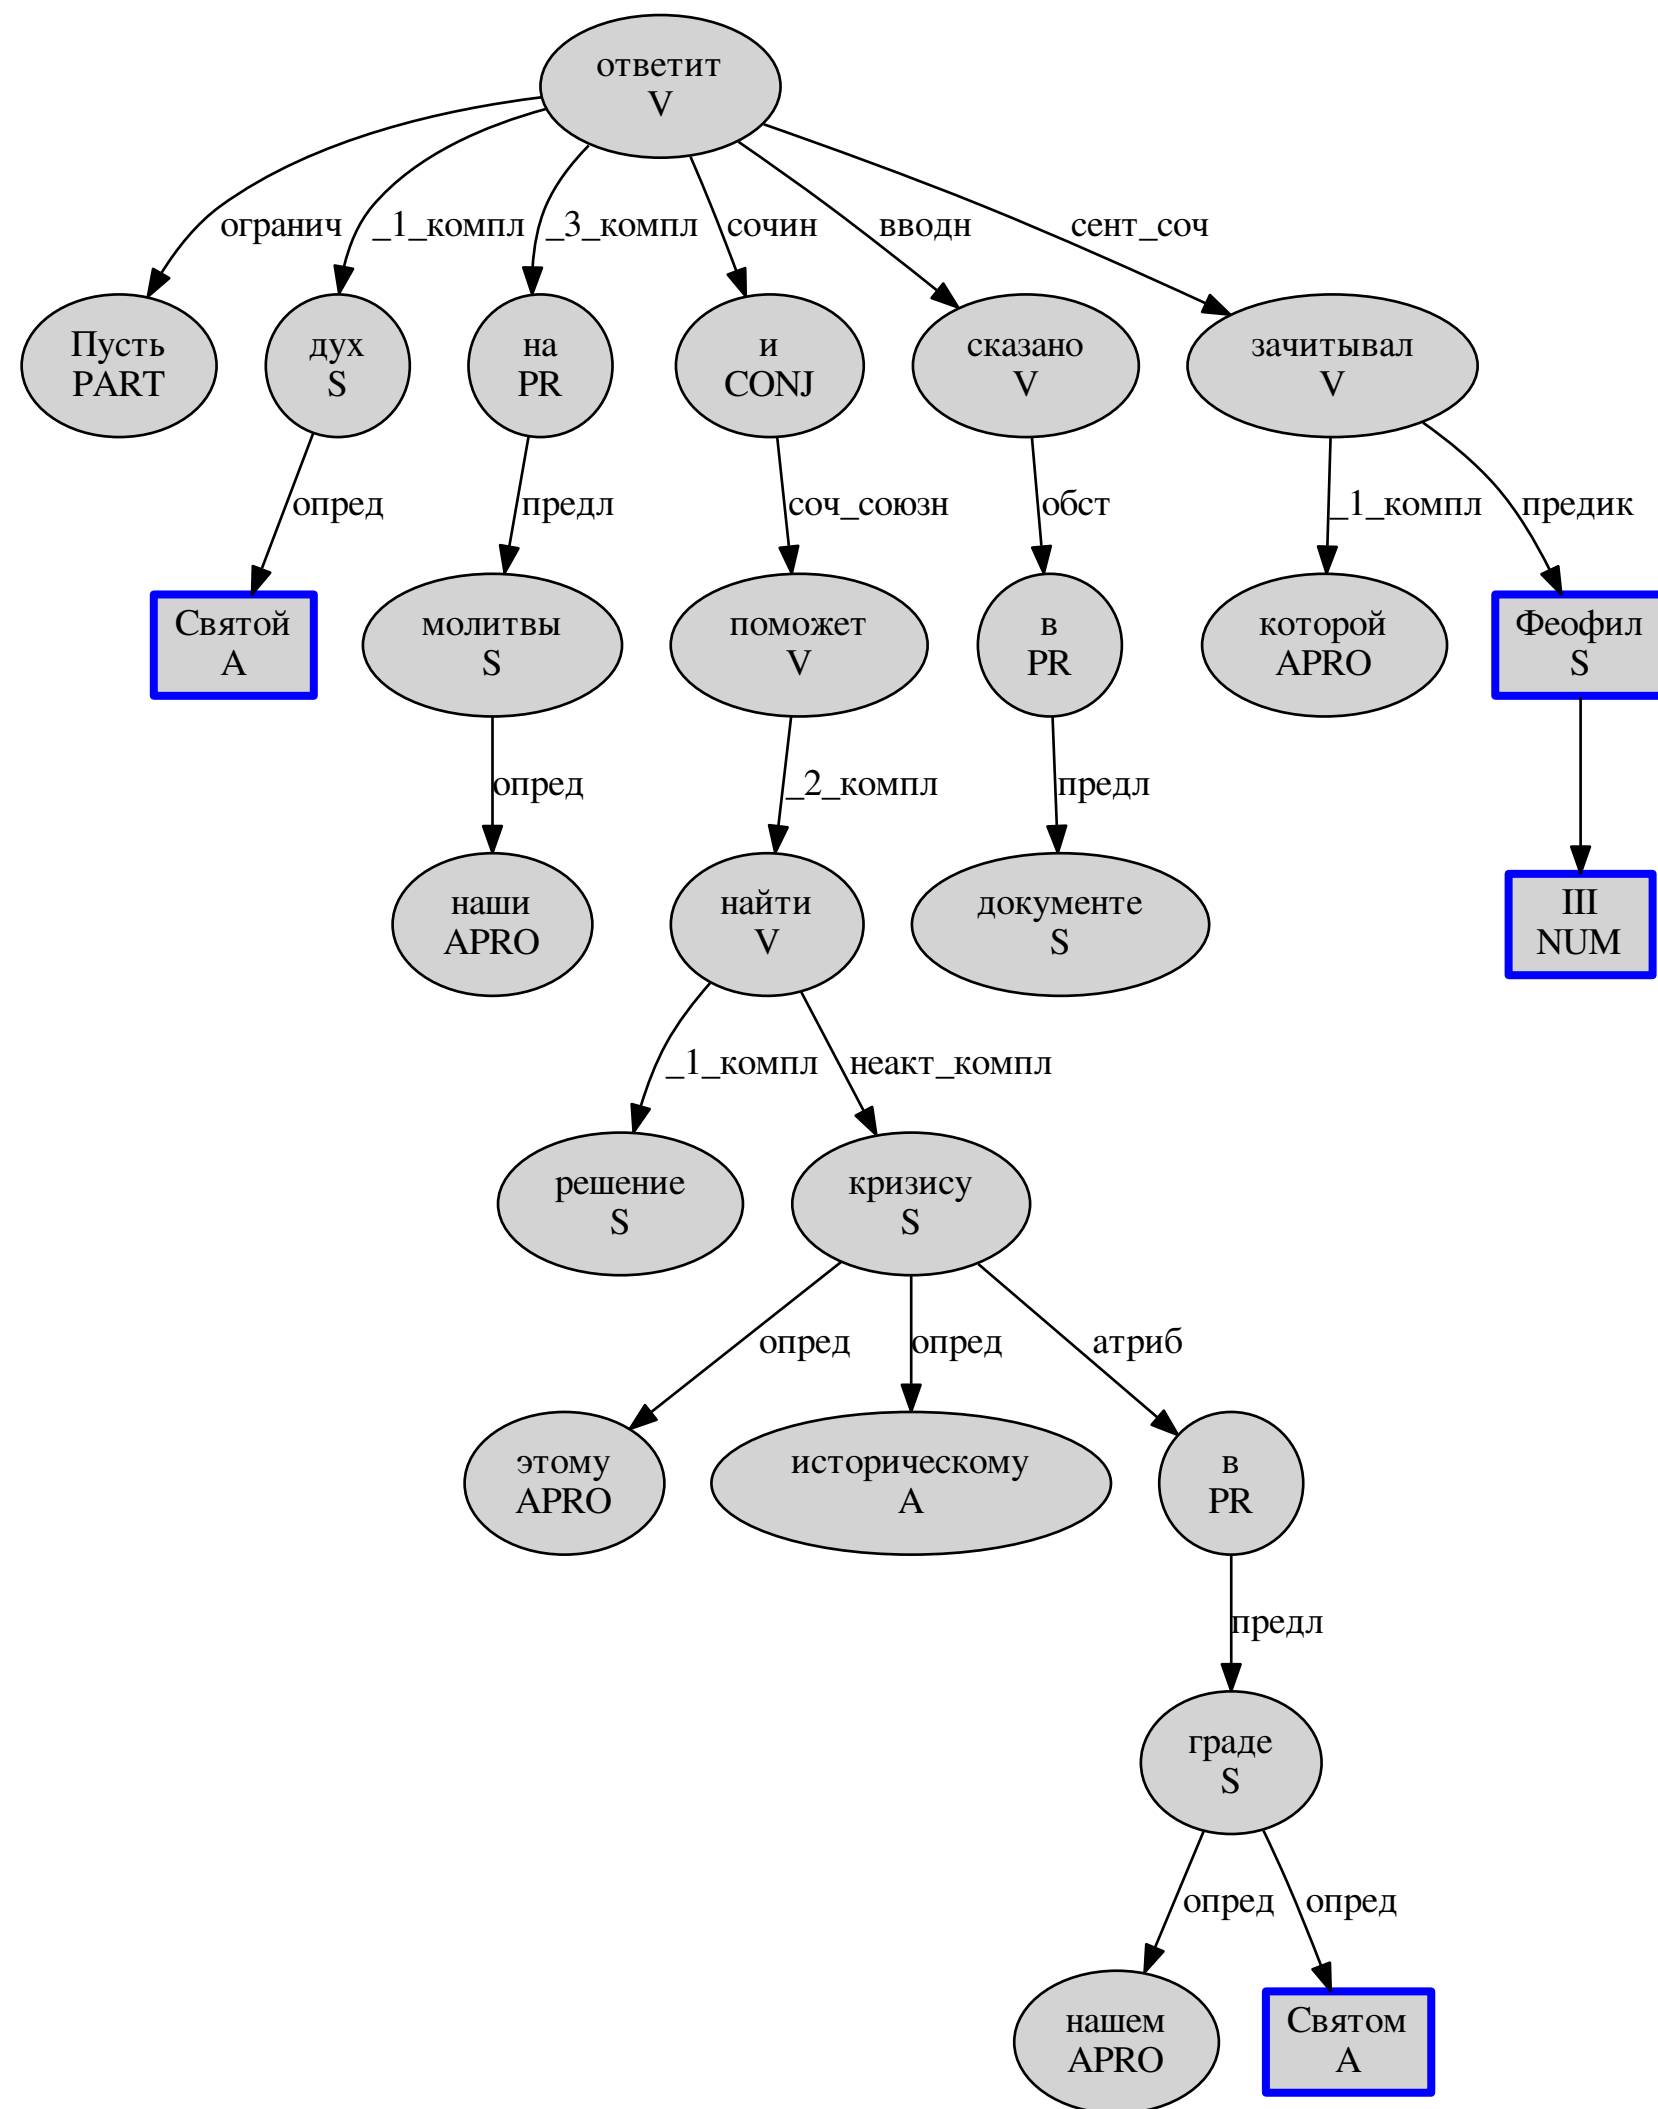 ответит
V
огранич _1_компл _3_компл сочин вводн сент_соч
Пусть
PART
дух
S
на
PR
и
CONJ
сказано
V
зачитывал
V
опред предл соч_союзн обст _1_компл предик
Святой
A
молитвы
S
поможет
V
в
PR
которой
APRO
Феофил
S
опред _2_компл предл
наши
APRO
найти
V
документе
S
III
NUM
_1_компл неакт_компл
решение
S
кризису
S
опред опред атриб
этому
APRO
историческому
A
в
PR
предл
граде
S
опред опред
нашем
APRO
Святом
A